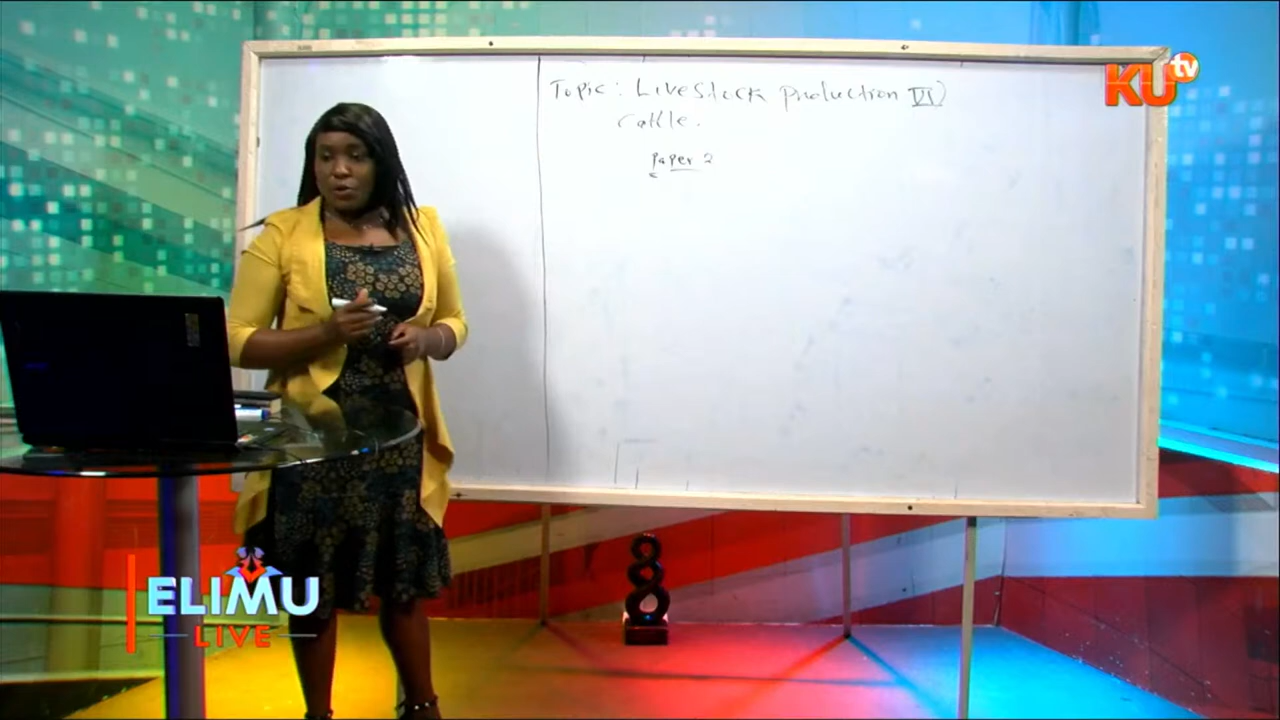 Topic: LiveStock Production VI)
Cattle.
Paper 2
KU tv
ELIMU
LIVE